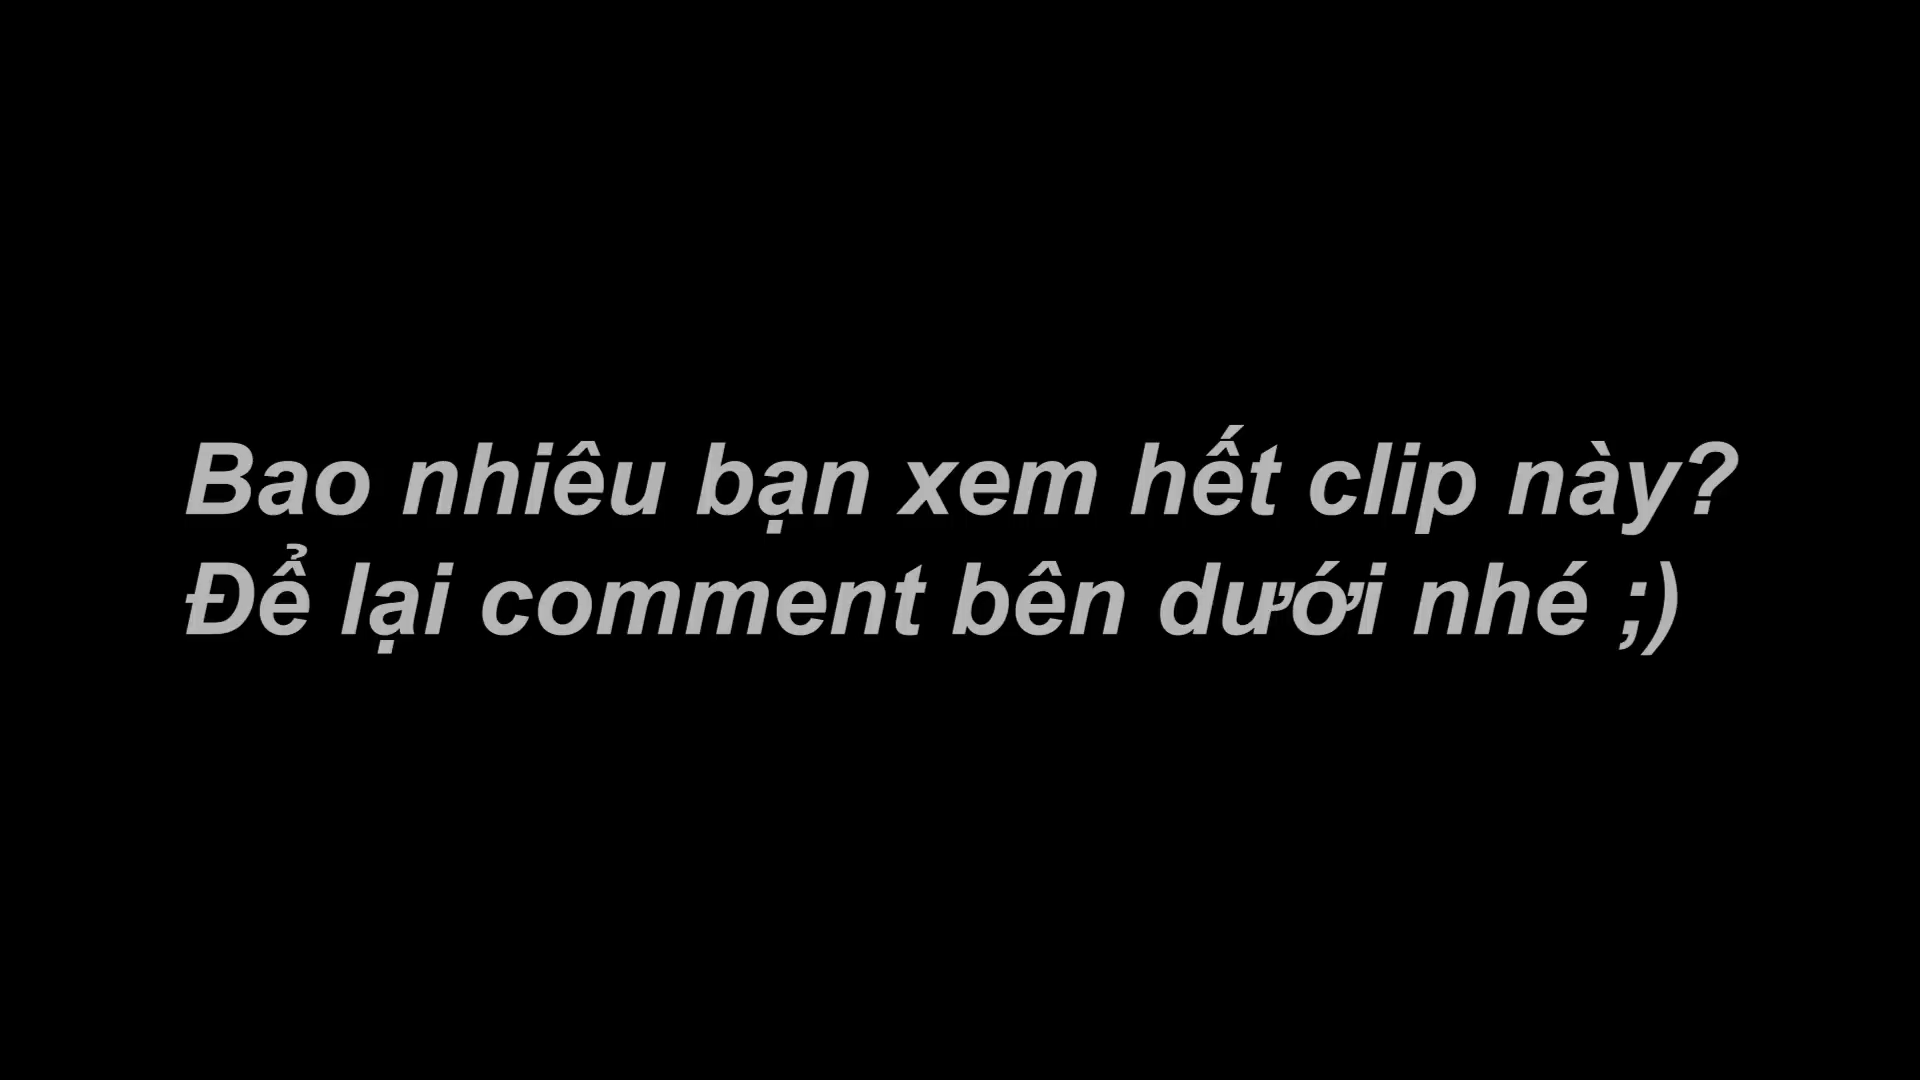 Bao nhiêu bạn xem hết clip này?
Để lại comment bên dưới nhé ;)